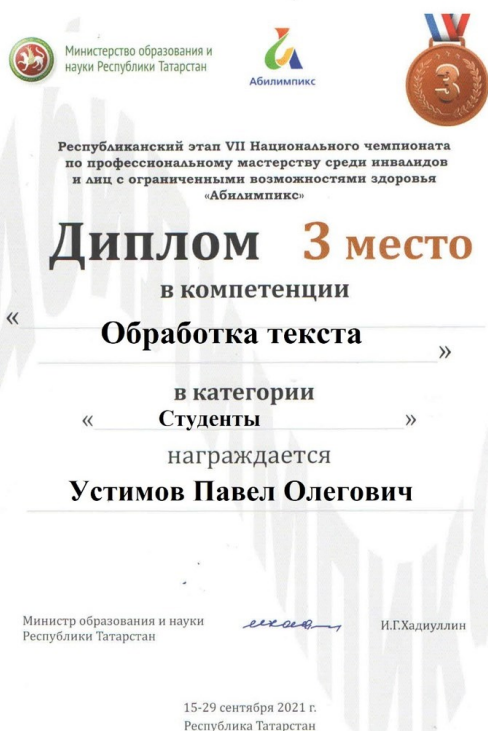 Министерство образования и
науки Республики Татарстан
Абилимпикс
3
Республиканский этап VII Национального чемпионата
по профессиональному мастерству среди инвалидов
и лиц с ограниченными возможностями здоровья
«Абилимпикс»
Диплом 3 место
в компетенции
«
Обработка текста
»
в категории
« Студенты »
награждается
Устимов Павел Олегович
Министр образования и науки
Республики Татарстан
И.Г.Хадиуллин
15-29 сентября 2021 г.
Республика Татарстан